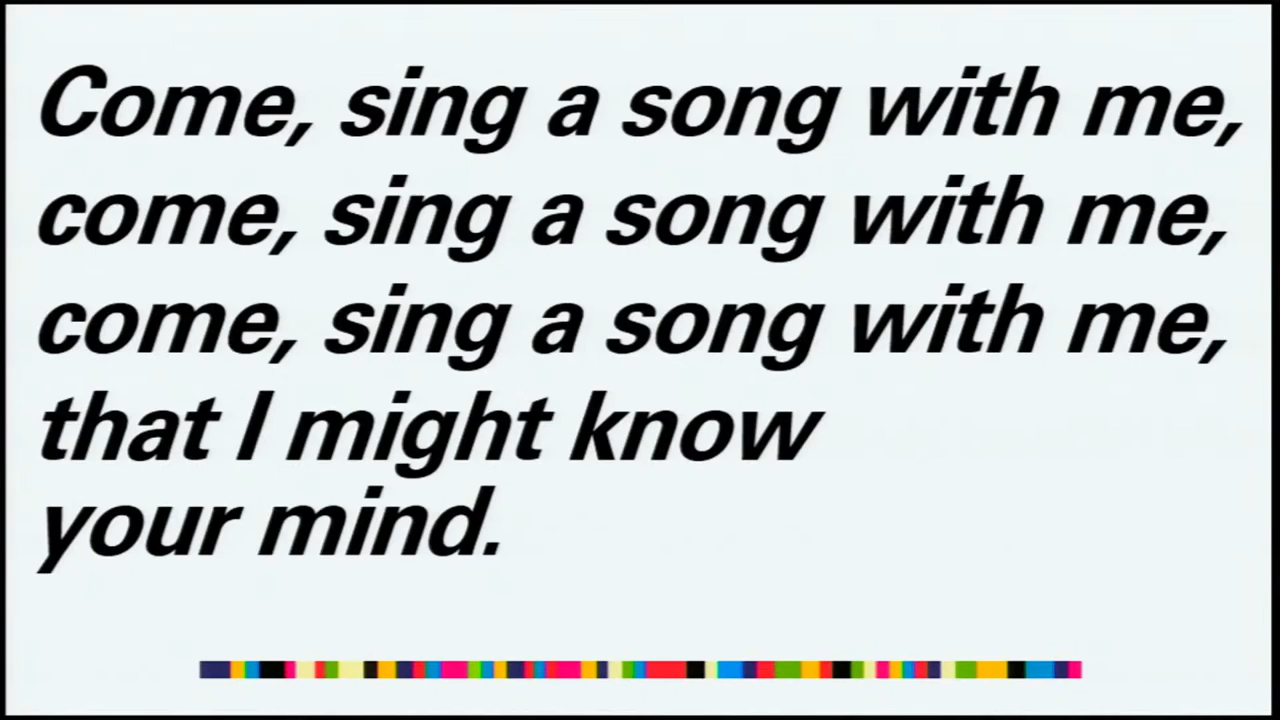 Come, sing a song with me,
come, sing a song with me,
come, sing a song with me,
that I might know
your mind.